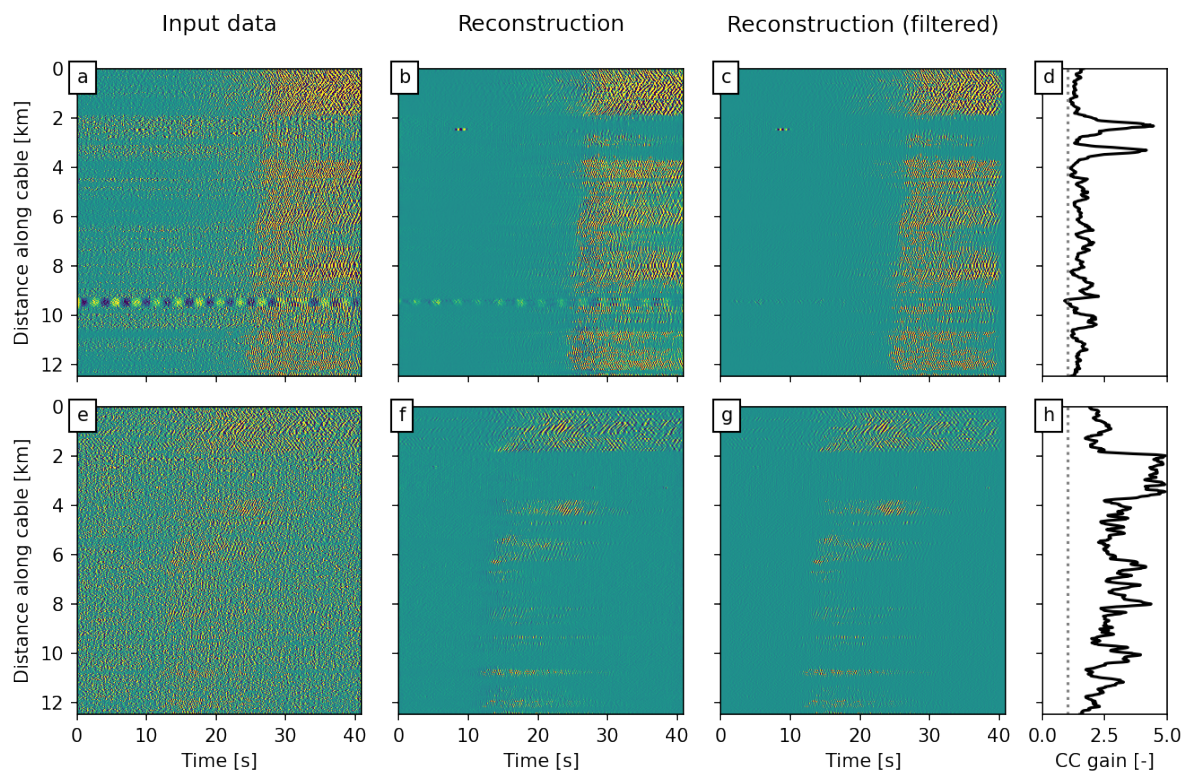 Input data
Reconstruction
Reconstruction (filtered)
a
b
c
d
0
2
4
6
8
10
12
Distance along cable [km]
e
f
g
h
0
2
4
6
8
10
12
Distance along cable [km]
0 10 20 30 40
0 10 20 30 40
0 10 20 30 40
0.0 2.5 5.0
Time [s]
Time [s]
Time [s]
CC gain [-]